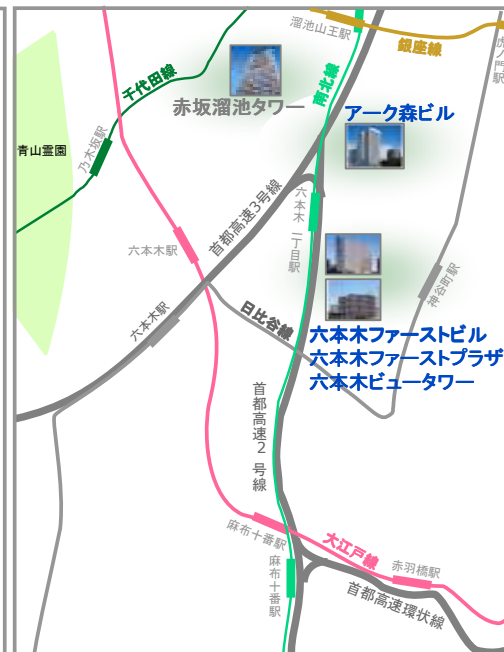 溜池山王駅
銀座線
虎ノ門駅
千代田線
南北線
赤坂溜池タワー
アーク森ビル
青山霊園
乃木坂駅
首都高速3号線
六本木一丁目駅
六本木駅
神谷町駅
六本木駅
日比谷線
六本木ファーストビル
六本木ファーストプラザ
六本木ビュータワー
首都高速2号線
麻布十番駅
大江戸線
麻布十番駅
赤羽橋駅
首都高速環状線